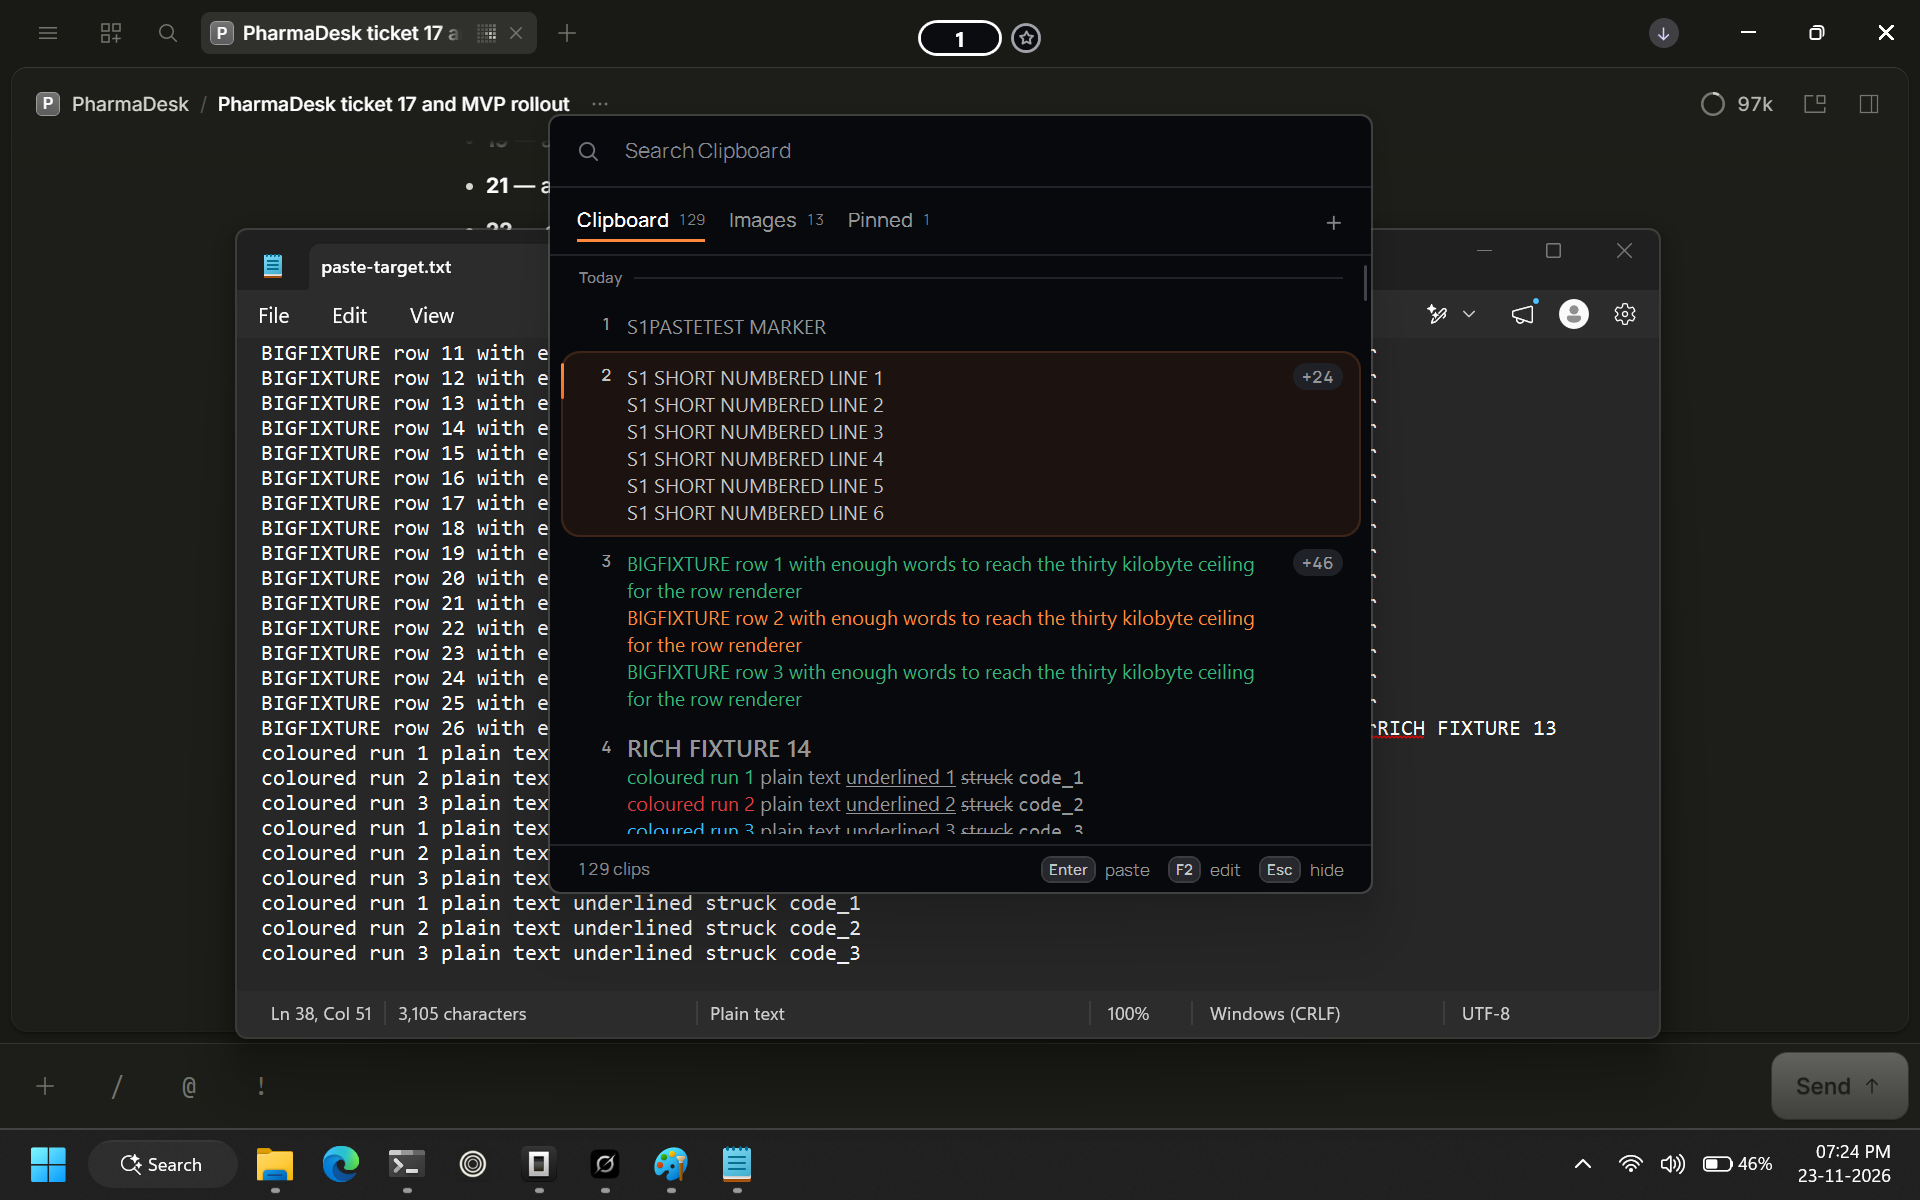 P PharmaDesk ticket 17 a
1
P PharmaDesk / PharmaDesk ticket 17 and MVP rollout ...
97k
• 21 — a
Search Clipboard
Clipboard 129 Images 13 Pinned 1
Today
1 S1PASTETEST MARKER
2 S1 SHORT NUMBERED LINE 1 +24
S1 SHORT NUMBERED LINE 2
S1 SHORT NUMBERED LINE 3
S1 SHORT NUMBERED LINE 4
S1 SHORT NUMBERED LINE 5
S1 SHORT NUMBERED LINE 6
3 BIGFIXTURE row 1 with enough words to reach the thirty kilobyte ceiling +46
for the row renderer
BIGFIXTURE row 2 with enough words to reach the thirty kilobyte ceiling
for the row renderer
BIGFIXTURE row 3 with enough words to reach the thirty kilobyte ceiling
for the row renderer
4 RICH FIXTURE 14
coloured run 1 plain text underlined 1 struck code_1
coloured run 2 plain text underlined 2 struck code_2
coloured run 3 plain text underlined 3 struck code_3
129 clips
Enter paste F2 edit Esc hide
paste-target.txt
File Edit View
BIGFIXTURE row 11 with e
BIGFIXTURE row 12 with e
BIGFIXTURE row 13 with e
BIGFIXTURE row 14 with e
BIGFIXTURE row 15 with e
BIGFIXTURE row 16 with e
BIGFIXTURE row 17 with e
BIGFIXTURE row 18 with e
BIGFIXTURE row 19 with e
BIGFIXTURE row 20 with e
BIGFIXTURE row 21 with e
BIGFIXTURE row 22 with e
BIGFIXTURE row 23 with e
BIGFIXTURE row 24 with e
BIGFIXTURE row 25 with e
BIGFIXTURE row 26 with e RICH FIXTURE 13
coloured run 1 plain tex
coloured run 2 plain tex
coloured run 3 plain tex
coloured run 1 plain tex
coloured run 2 plain tex
coloured run 3 plain tex
coloured run 1 plain text underlined struck code_1
coloured run 2 plain text underlined struck code_2
coloured run 3 plain text underlined struck code_3
Ln 38, Col 51 3,105 characters Plain text 100% Windows (CRLF) UTF-8
+ / @ !
Send ↑
Search
46%
07:24 PM
23-11-2026